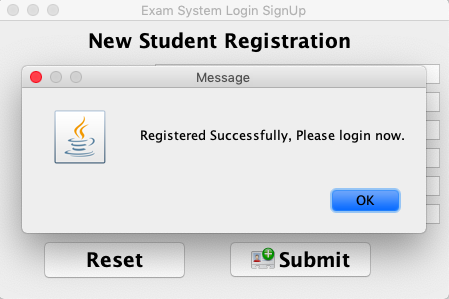 Exam System Login SignUp
New Student Registration
Message
Registered Successfully, Please login now.
OK
Reset
Submit